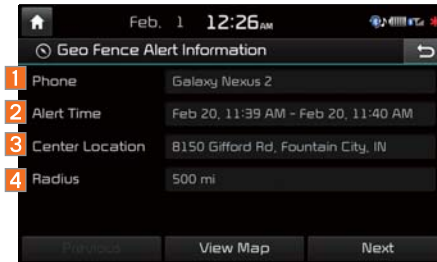 Feb. 1 12:26AM
Geo Fence Alert Information
1 Phone Galaxy Nexus 2
2 Alert Time Feb 20, 11:39 AM - Feb 20, 11:40 AM
3 Center Location 8150 Gifford Rd, Fountain City, IN
4 Radius 500 mi
Previous View Map Next